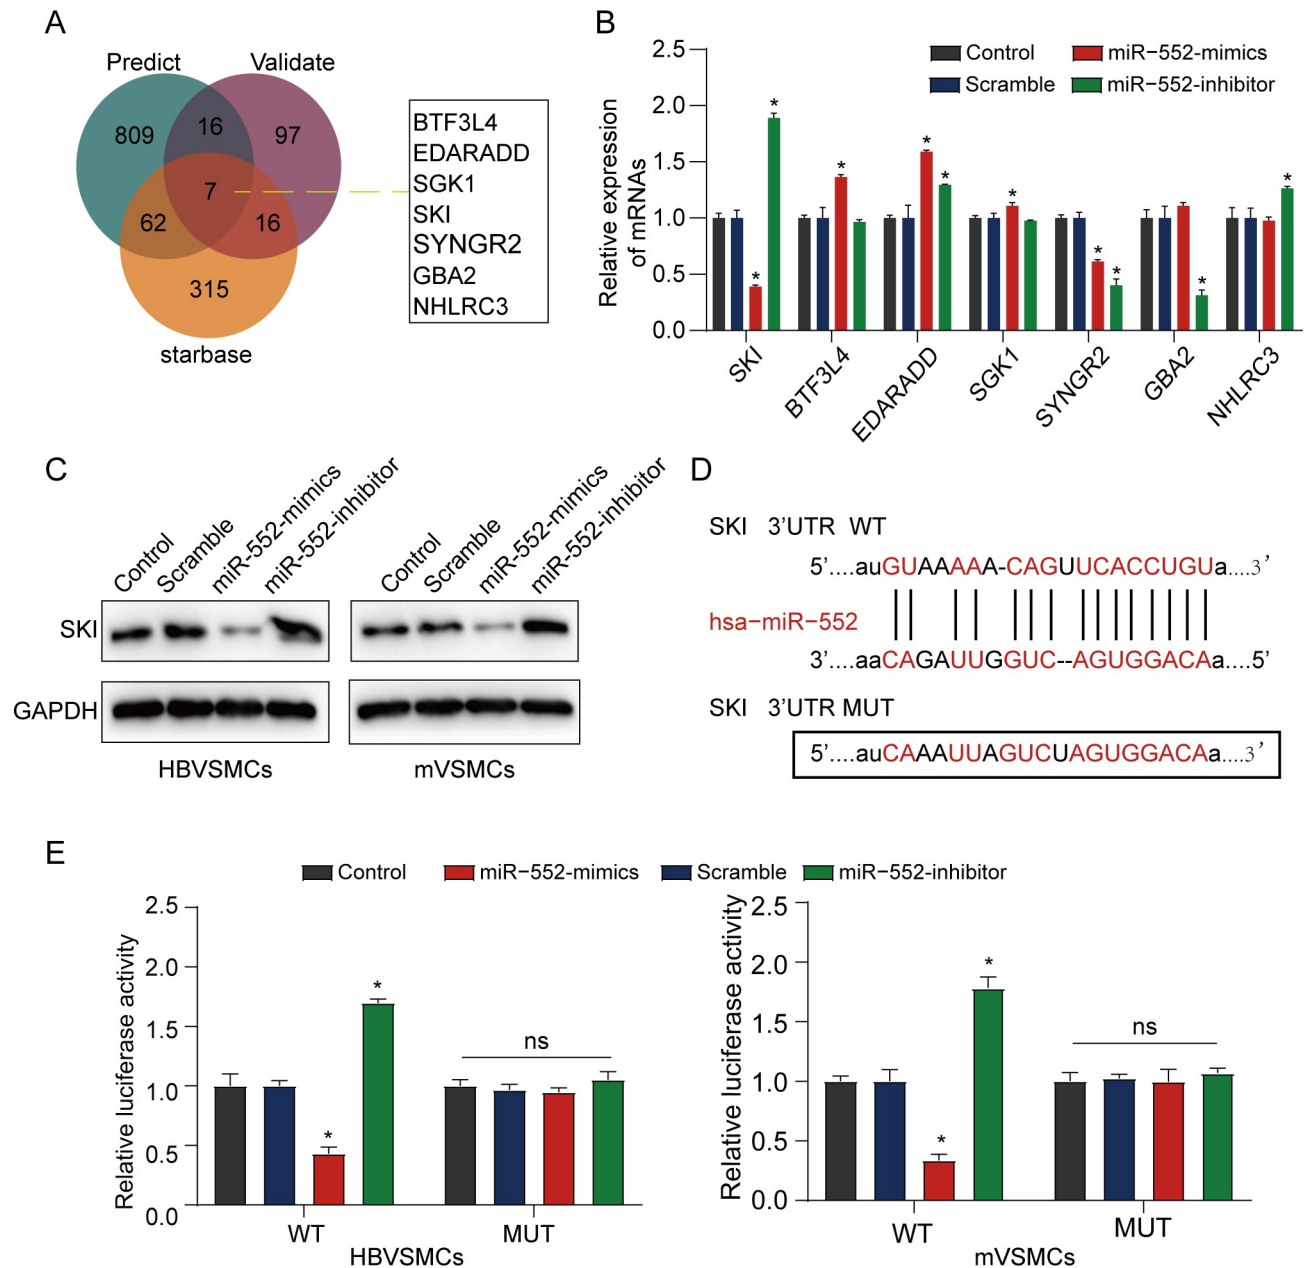 A
Predict
Validate
809
16
97
7
62
16
315
starbase
BTF3L4
EDARADD
SGK1
SKI
SYNGR2
GBA2
NHLRC3
B
Control
miR−552-mimics
Scramble
miR−552-inhibitor
Relative expression
of mRNAs
2.5
2.0
1.5
1.0
0.5
0.0
* * * * * * * * * *
SKI
BTF3L4
EDARADD
SGK1
SYNGR2
GBA2
NHLRC3
C
Control
Scramble
miR-552-mimics
miR-552-inhibitor
Control
Scramble
miR-552-mimics
miR-552-inhibitor
SKI
GAPDH
HBVSMCs
mVSMCs
D
SKI 3'UTR WT
5'....auGUAAAAA-CAGUUCACCUGUa....3'
hsa−miR−552
3'....aaCAGAUUGGUC--AGUGGACAa....5'
SKI 3'UTR MUT
5'....auCAAAUUAGUCUAGUGGACAa....3'
E
Control
miR−552-mimics
Scramble
miR−552-inhibitor
Relative luciferase activity
2.5
2.0
1.5
1.0
0.5
0.0
*
*
ns
WT
MUT
HBVSMCs
Relative luciferase activity
2.5
2.0
1.5
1.0
0.5
0.0
*
*
ns
WT
MUT
mVSMCs